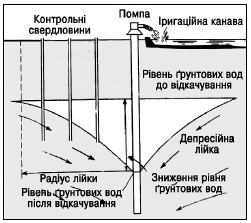 Помпа
Контрольні
свердловини
Іригаційна канава
Рівень ґрунтових вод
до відкачування
Депресійна
лійка
Радіус лійки
Рівень ґрунтових вод
після відкачування
Зниження рівня
ґрунтових вод